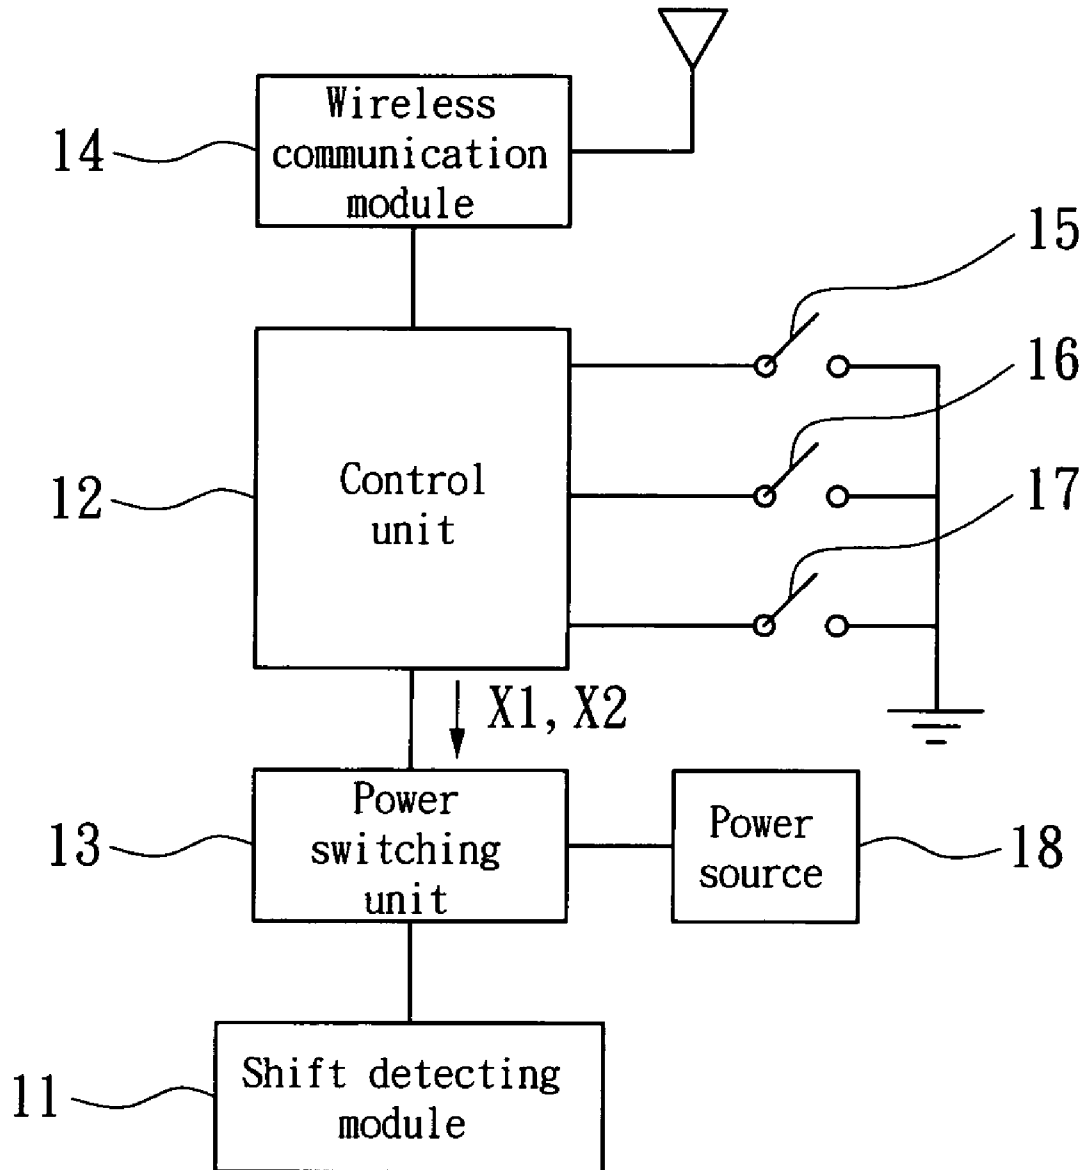 Wireless
communication
module
14
15
16
Control
unit
12
17
X1, X2
Power
switching
unit
13
Power
source
18
Shift detecting
module
11